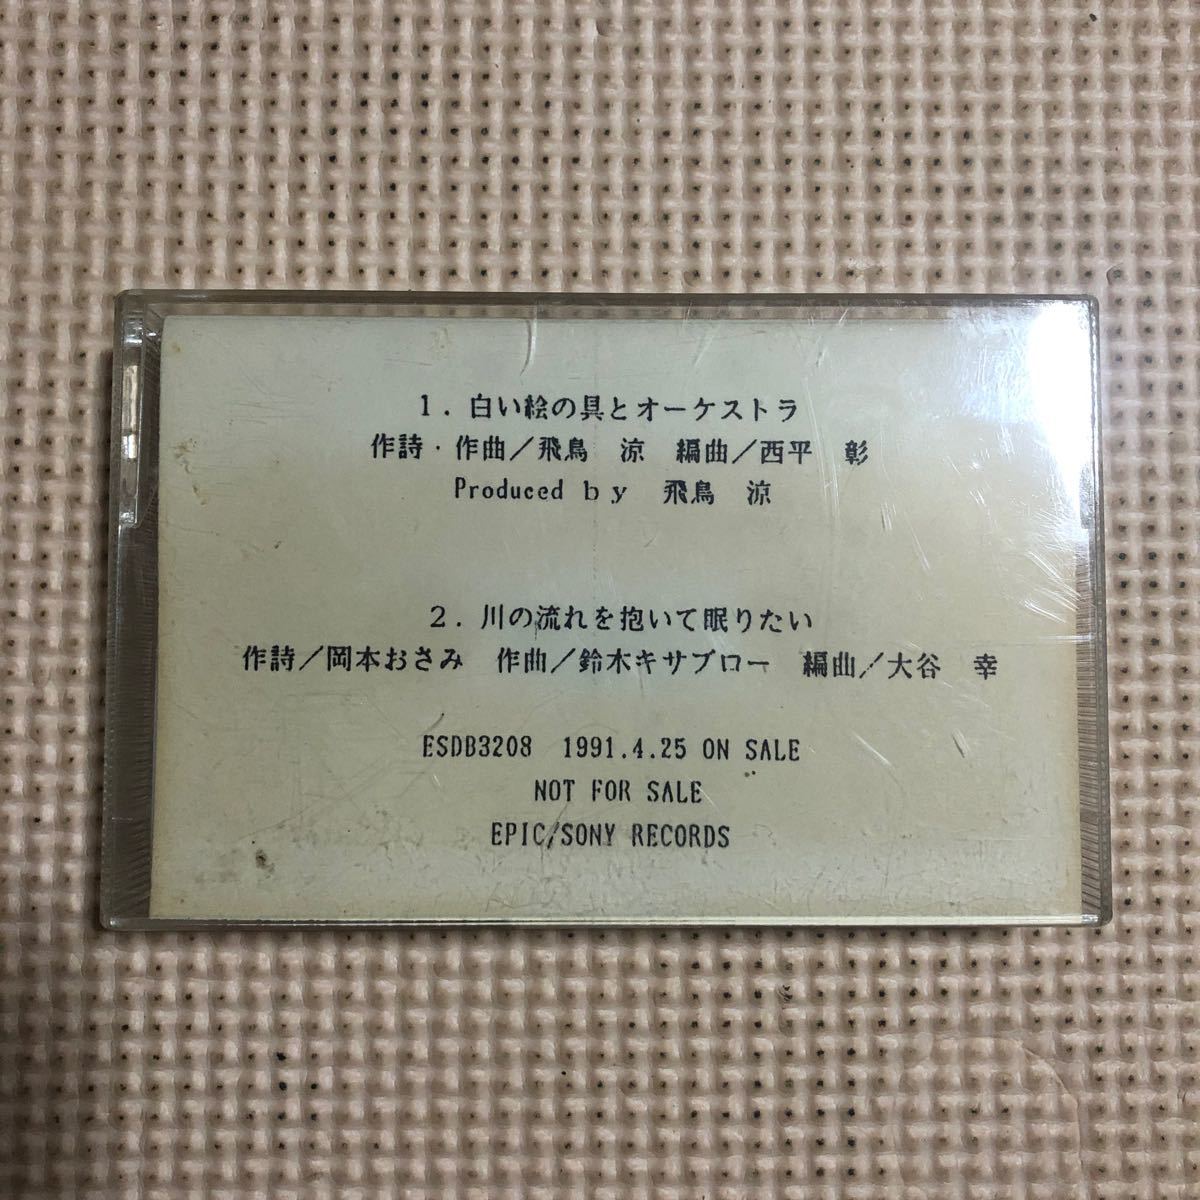 1. 白い絵の具とオーケストラ
作詩・作曲／飛鳥 涼 編曲／西平 彰
Produced by 飛鳥 涼
2. 川の流れを抱いて眠りたい
作詩／岡本おさみ 作曲／鈴木キサブロー 編曲／大谷 幸
ESDB3208 1991.4.25 ON SALE
NOT FOR SALE
EPIC/SONY RECORDS